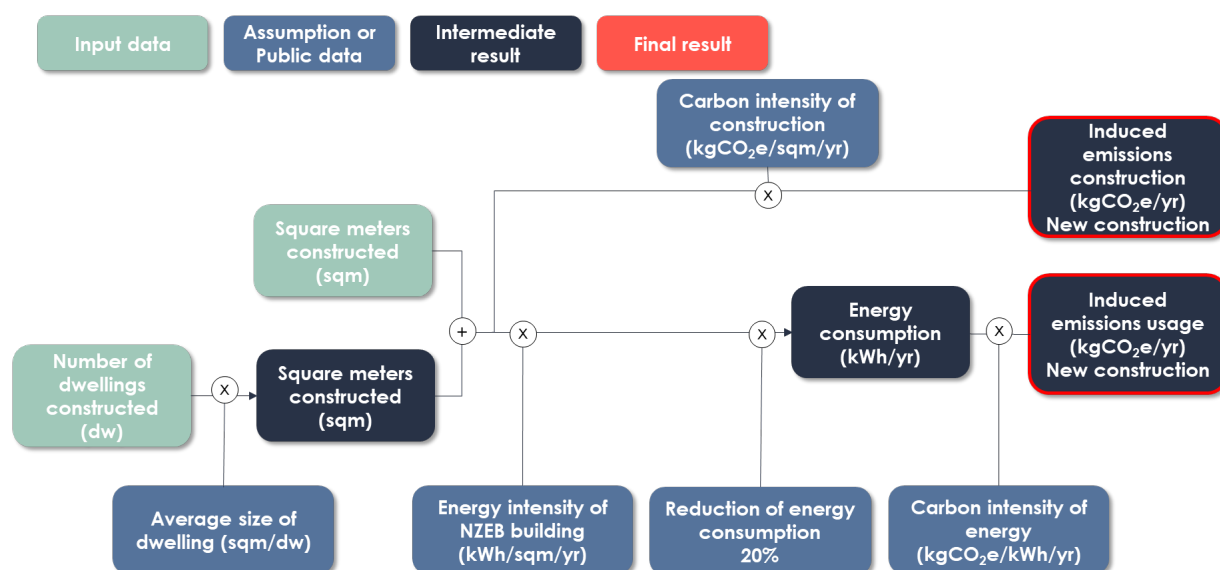 Input data
Assumption or
Public data
Intermediate
result
Final result
Carbon intensity of
construction
(kgCO₂e/sqm/yr)
X
Induced
emissions
construction
(kgCO₂e/yr)
New construction
Square meters
constructed
(sqm)
+
X
X
Energy
consumption
(kWh/yr)
X
Induced
emissions usage
(kgCO₂e/yr)
New construction
Number of
dwellings
constructed
(dw)
X
Square meters
constructed
(sqm)
Average size of
dwelling (sqm/dw)
Energy intensity of
NZEB building
(kWh/sqm/yr)
Reduction of energy
consumption
20%
Carbon intensity of
energy
(kgCO₂e/kWh/yr)